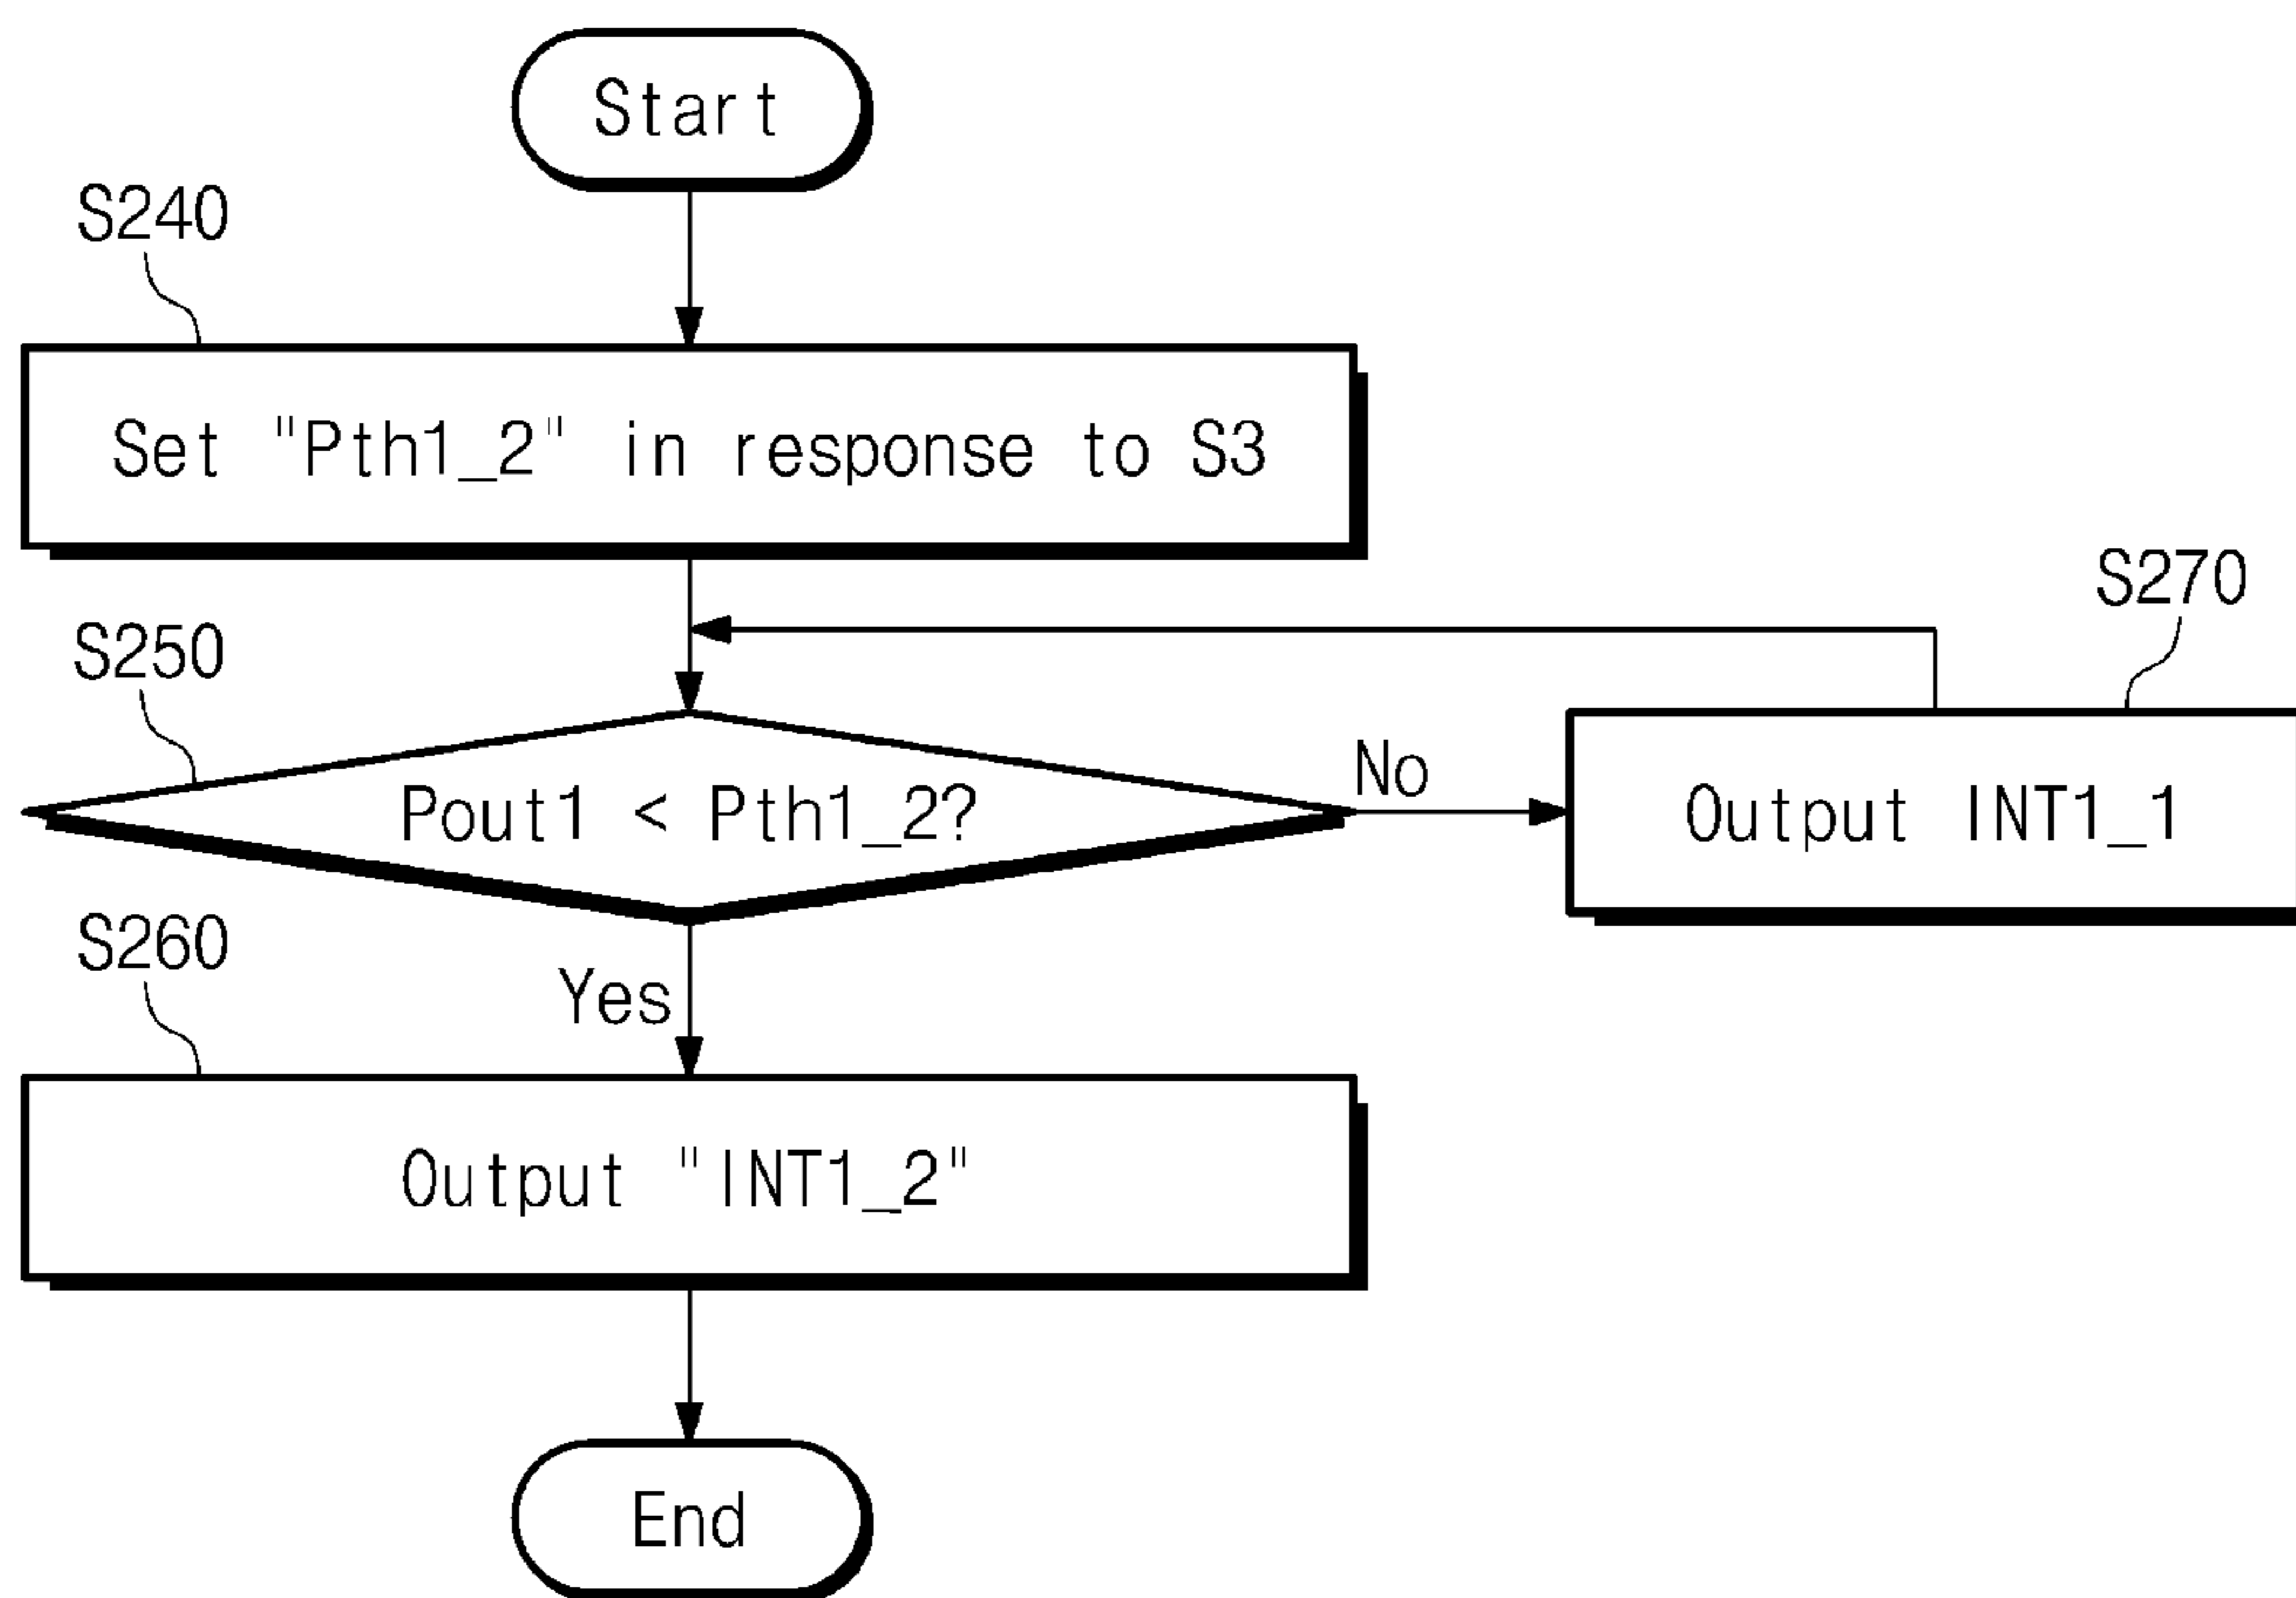 Start
S240
Set "Pth1_2" in response to S3
S270
S250
Pout1 < Pth1_2?
No
Output INT1_1
S260
Yes
Output "INT1_2"
End